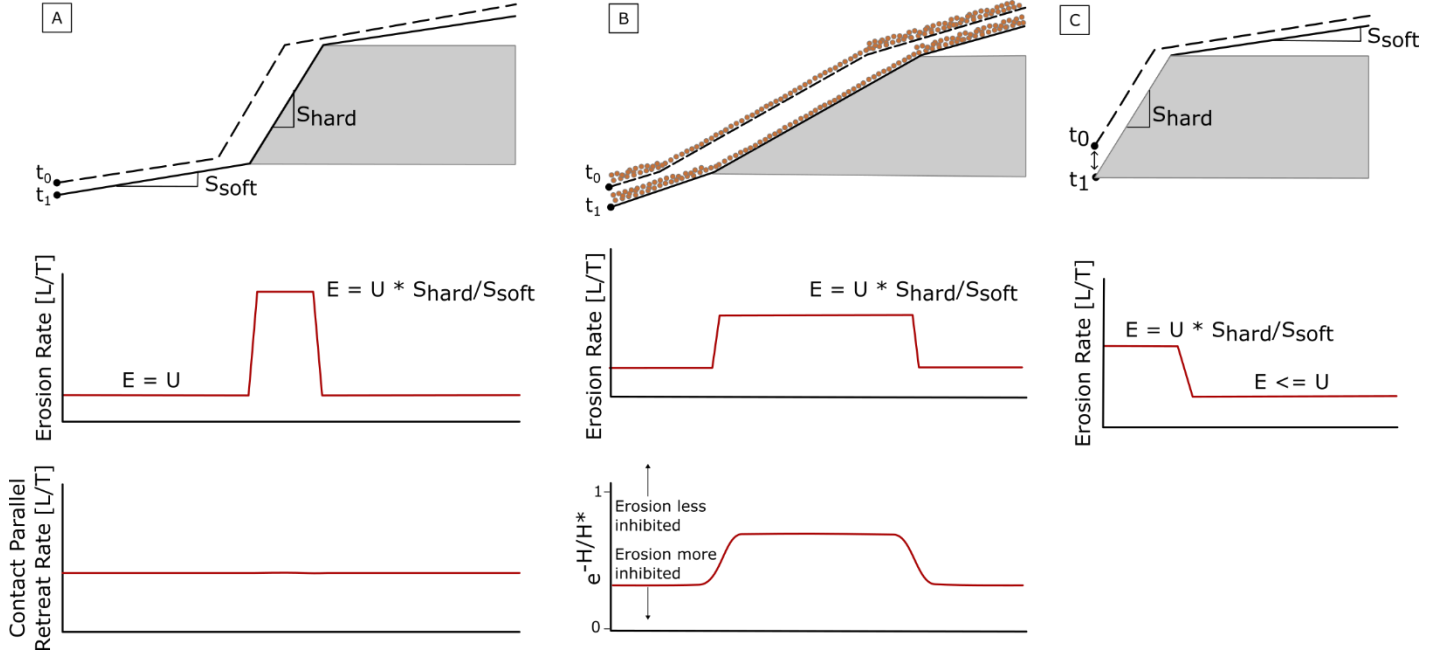 A
t0
t1
Shard
Ssoft
Erosion Rate [L/T]
E = U * Shard/Ssoft
E = U
Contact Parallel
Retreat Rate [L/T]
B
t0
t1
Erosion Rate [L/T]
E = U * Shard/Ssoft
e-H/H*
1
0
Erosion less
inhibited
Erosion more
inhibited
C
Ssoft
Shard
t0
t1
Erosion Rate [L/T]
E = U * Shard/Ssoft
E <= U